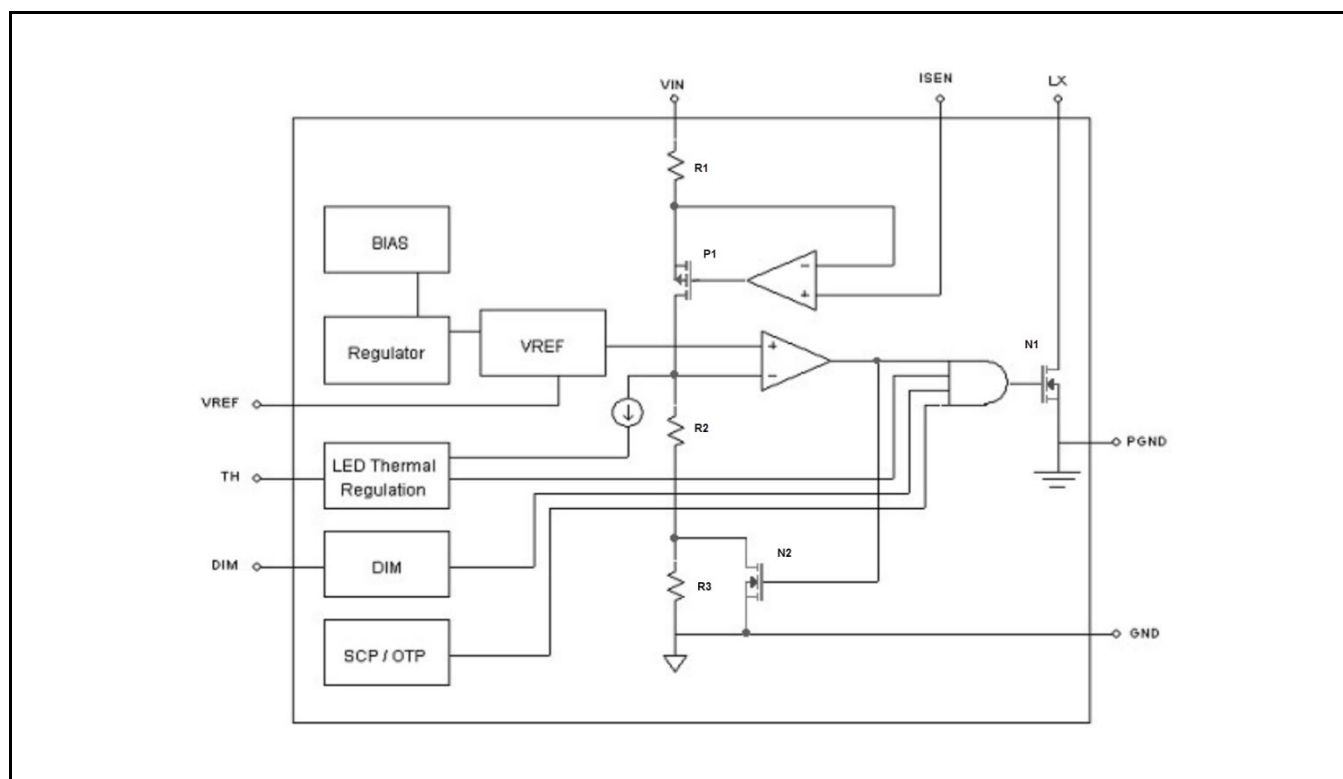 VIN
ISEN
LX
R1
BIAS
P1
-
+
Regulator
VREF
+
-
N1
VREF
R2
PGND
TH
LED Thermal
Regulation
DIM
DIM
N2
R3
SCP / OTP
GND